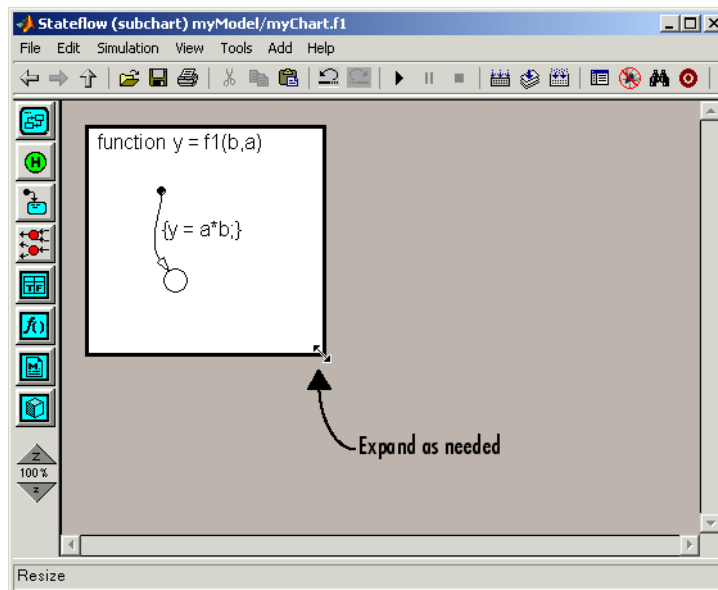 Stateflow (subchart) myModel/myChart.f1
File Edit Simulation View Tools Add Help
function y = f1(b,a)
{y = a*b;}
H
TF
f()
M
Z
100%
z
Expand as needed
Resize